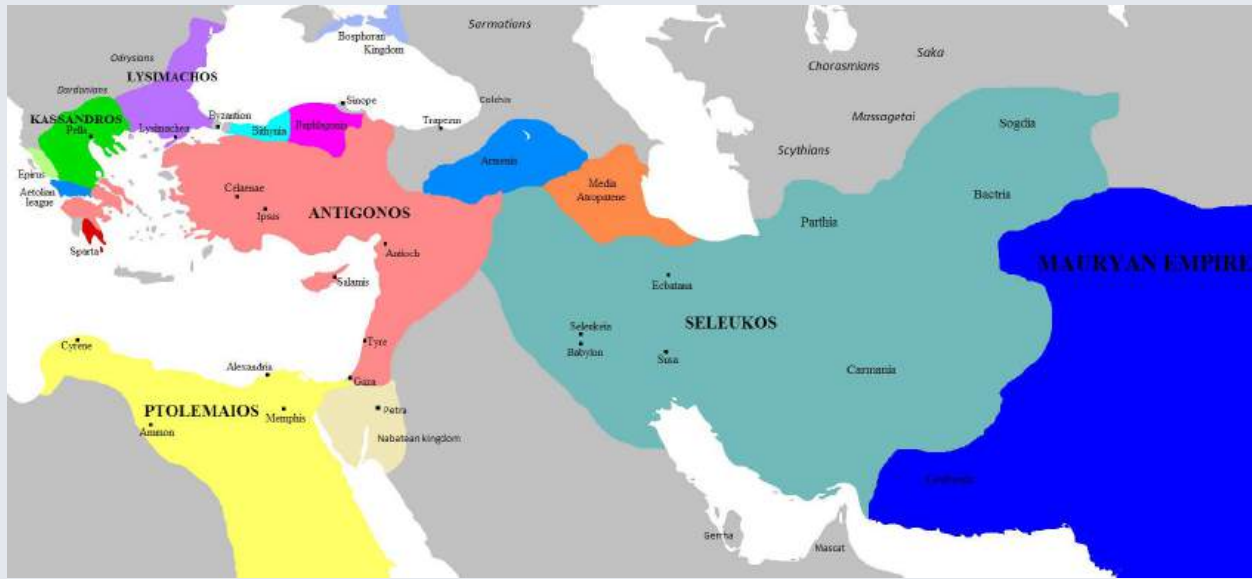 Sarmatians
Bosphoran
Kingdom
Odrysians
LYSIMACHOS
Saka
Chorasmians
Dardanians
KASSANDROS
Pella
Lysimachea
Byzantion
Bithynia
Paphlagonia
Sinope
Colchis
Trapezus
Massagetai
Sogdia
Scythians
Epirus
Aetolian
league
Armenia
Media
Atropatene
Celaenae
Ipsus
ANTIGONOS
Bactria
Parthia
Sparta
Antioch
MAURYAN EMPIRE
Salamis
Ecbatana
SELEUKOS
Seleukeia
Babylon
Susa
Cyrene
Tyre
Carmania
Alexandria
Gaza
PTOLEMAIOS
Memphis
Petra
Ammon
Nabatean kingdom
Gerrha
Mascat